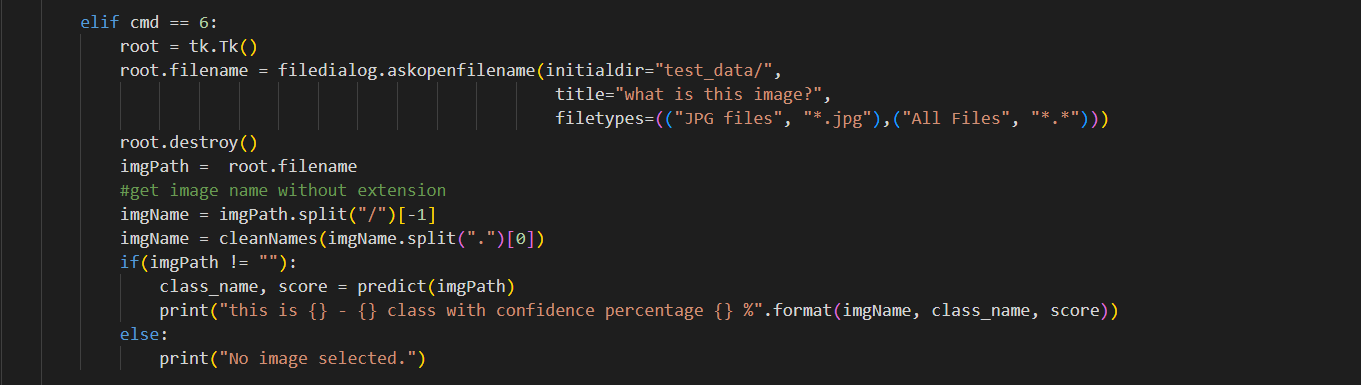 elif cmd == 6:
root = tk.Tk()
root.filename = filedialog.askopenfilename(initialdir="test_data/",
title="what is this image?",
filetypes=(("JPG files", "*.jpg"),("All Files", "*.*")))
root.destroy()
imgPath =  root.filename
#get image name without extension
imgName = imgPath.split("/")[-1]
imgName = cleanNames(imgName.split(".")[0])
if(imgPath != ""):
class_name, score = predict(imgPath)
print("this is {} - {} class with confidence percentage {} %".format(imgName, class_name, score))
else:
print("No image selected.")